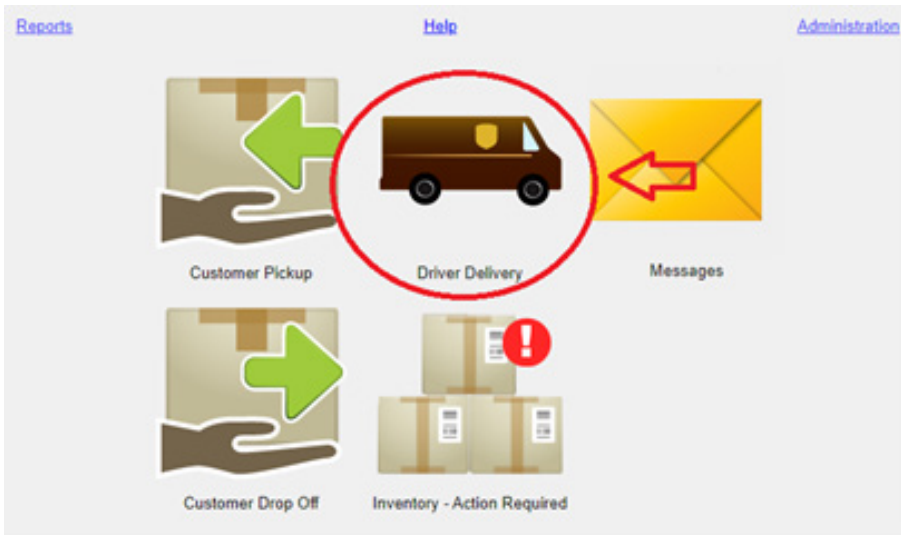 Reports
Help
Administration
Customer Pickup
Driver Delivery
Messages
Customer Drop Off
Inventory - Action Required